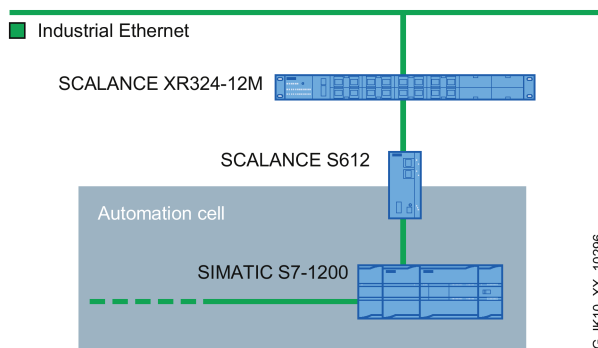 Industrial Ethernet
SCALANCE XR324-12M
SCALANCE S612
Automation cell
SIMATIC S7-1200